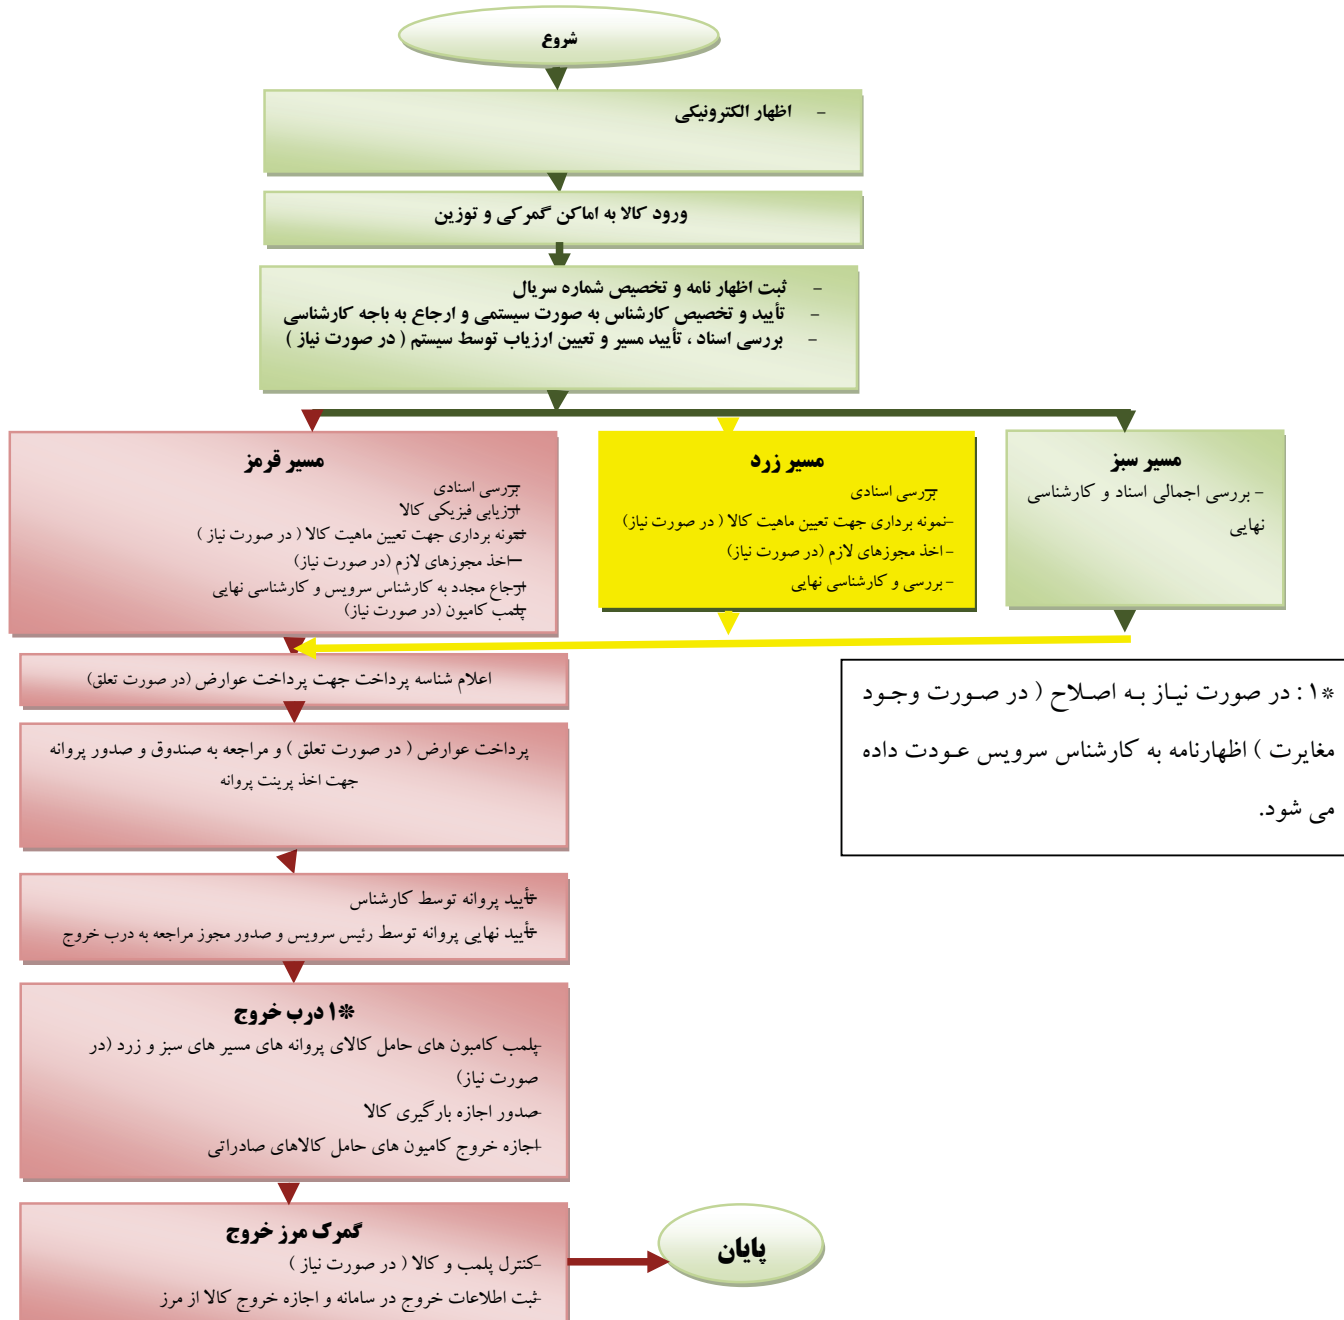 شروع
- اظهار الکترونیکی
ورود کالا به اماکن گمرکی و توزین
- ثبت اظهار نامه و تخصیص شماره سریال
- تأیید و تخصیص کارشناس به صورت سیستمی و ارجاع به باجه کارشناسی
- بررسی اسناد ، تأیید مسیر و تعیین ارزیاب توسط سیستم ( در صورت نیاز )
مسیر سبز
- بررسی اجمالی اسناد و کارشناسی
نهایی
مسیر زرد
-بررسی اسنادی
-نمونه برداری جهت تعیین ماهیت کالا ( در صورت نیاز)
- اخذ مجوزهای لازم (در صورت نیاز)
- بررسی و کارشناسی نهایی
مسیر قرمز
-بررسی اسنادی
-ارزیابی فیزیکی کالا
-نمونه برداری جهت تعیین ماهیت کالا ( در صورت نیاز )
-اخذ مجوزهای لازم (در صورت نیاز)
-ارجاع مجدد به کارشناس سرویس و کارشناسی نهایی
-پلمب کامیون (در صورت نیاز)
اعلام شناسه پرداخت جهت پرداخت عوارض (در صورت تعلق)
پرداخت عوارض ( در صورت تعلق ) و مراجعه به صندوق و صدور پروانه
جهت اخذ پرینت پروانه
-تأیید پروانه توسط کارشناس
-تأیید نهایی پروانه توسط رئیس سرویس و صدور مجوز مراجعه به درب خروج
*۱ درب خروج
-پلمب کامبون های حامل کالای پروانه های مسیر های سبز و زرد (در
صورت نیاز)
-صدور اجازه بارگیری کالا
-اجازه خروج کامیون های حامل کالاهای صادراتی
گمرک مرز خروج
-کنترل پلمب و کالا ( در صورت نیاز )
-ثبت اطلاعات خروج در سامانه و اجازه خروج کالا از مرز
پایان
*۱ : در صورت نیاز به اصلاح ( در صورت وجود
مغایرت ) اظهارنامه به کارشناس سرویس عودت داده
می شود.